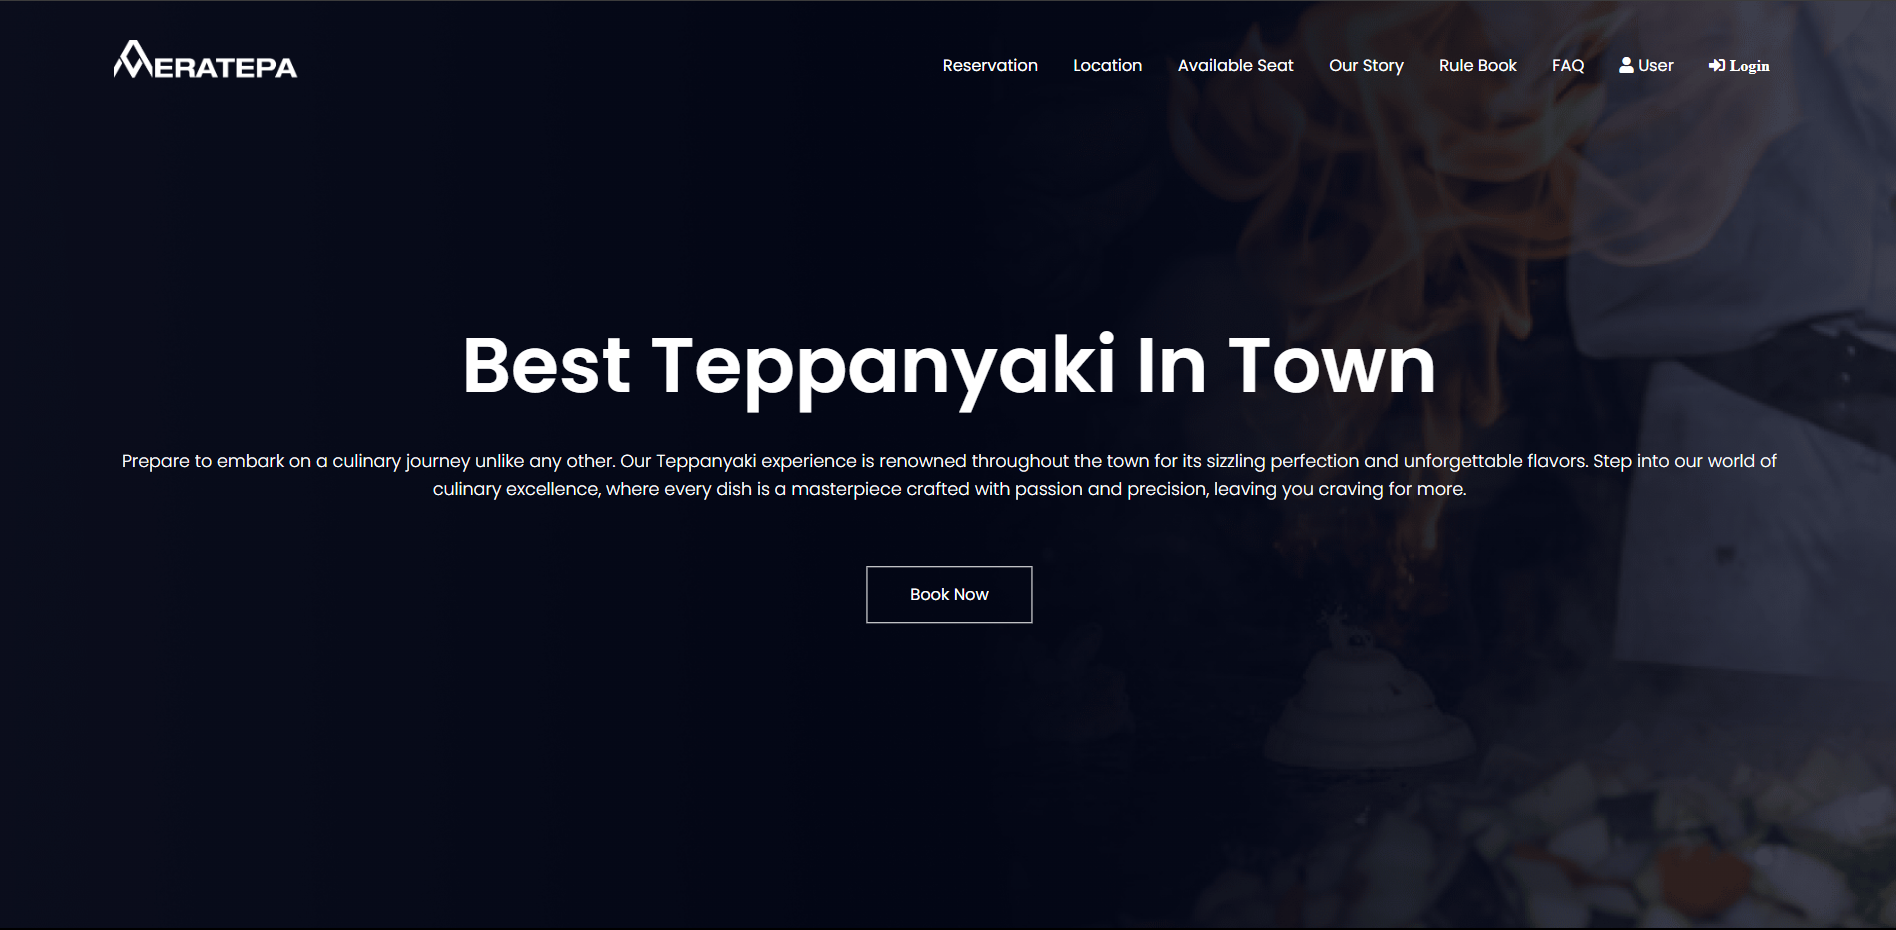 MERATEPA
Reservation Location Available Seat Our Story Rule Book FAQ User Login
Best Teppanyaki In Town
Prepare to embark on a culinary journey unlike any other. Our Teppanyaki experience is renowned throughout the town for its sizzling perfection and unforgettable flavors. Step into our world of
culinary excellence, where every dish is a masterpiece crafted with passion and precision, leaving you craving for more.
Book Now